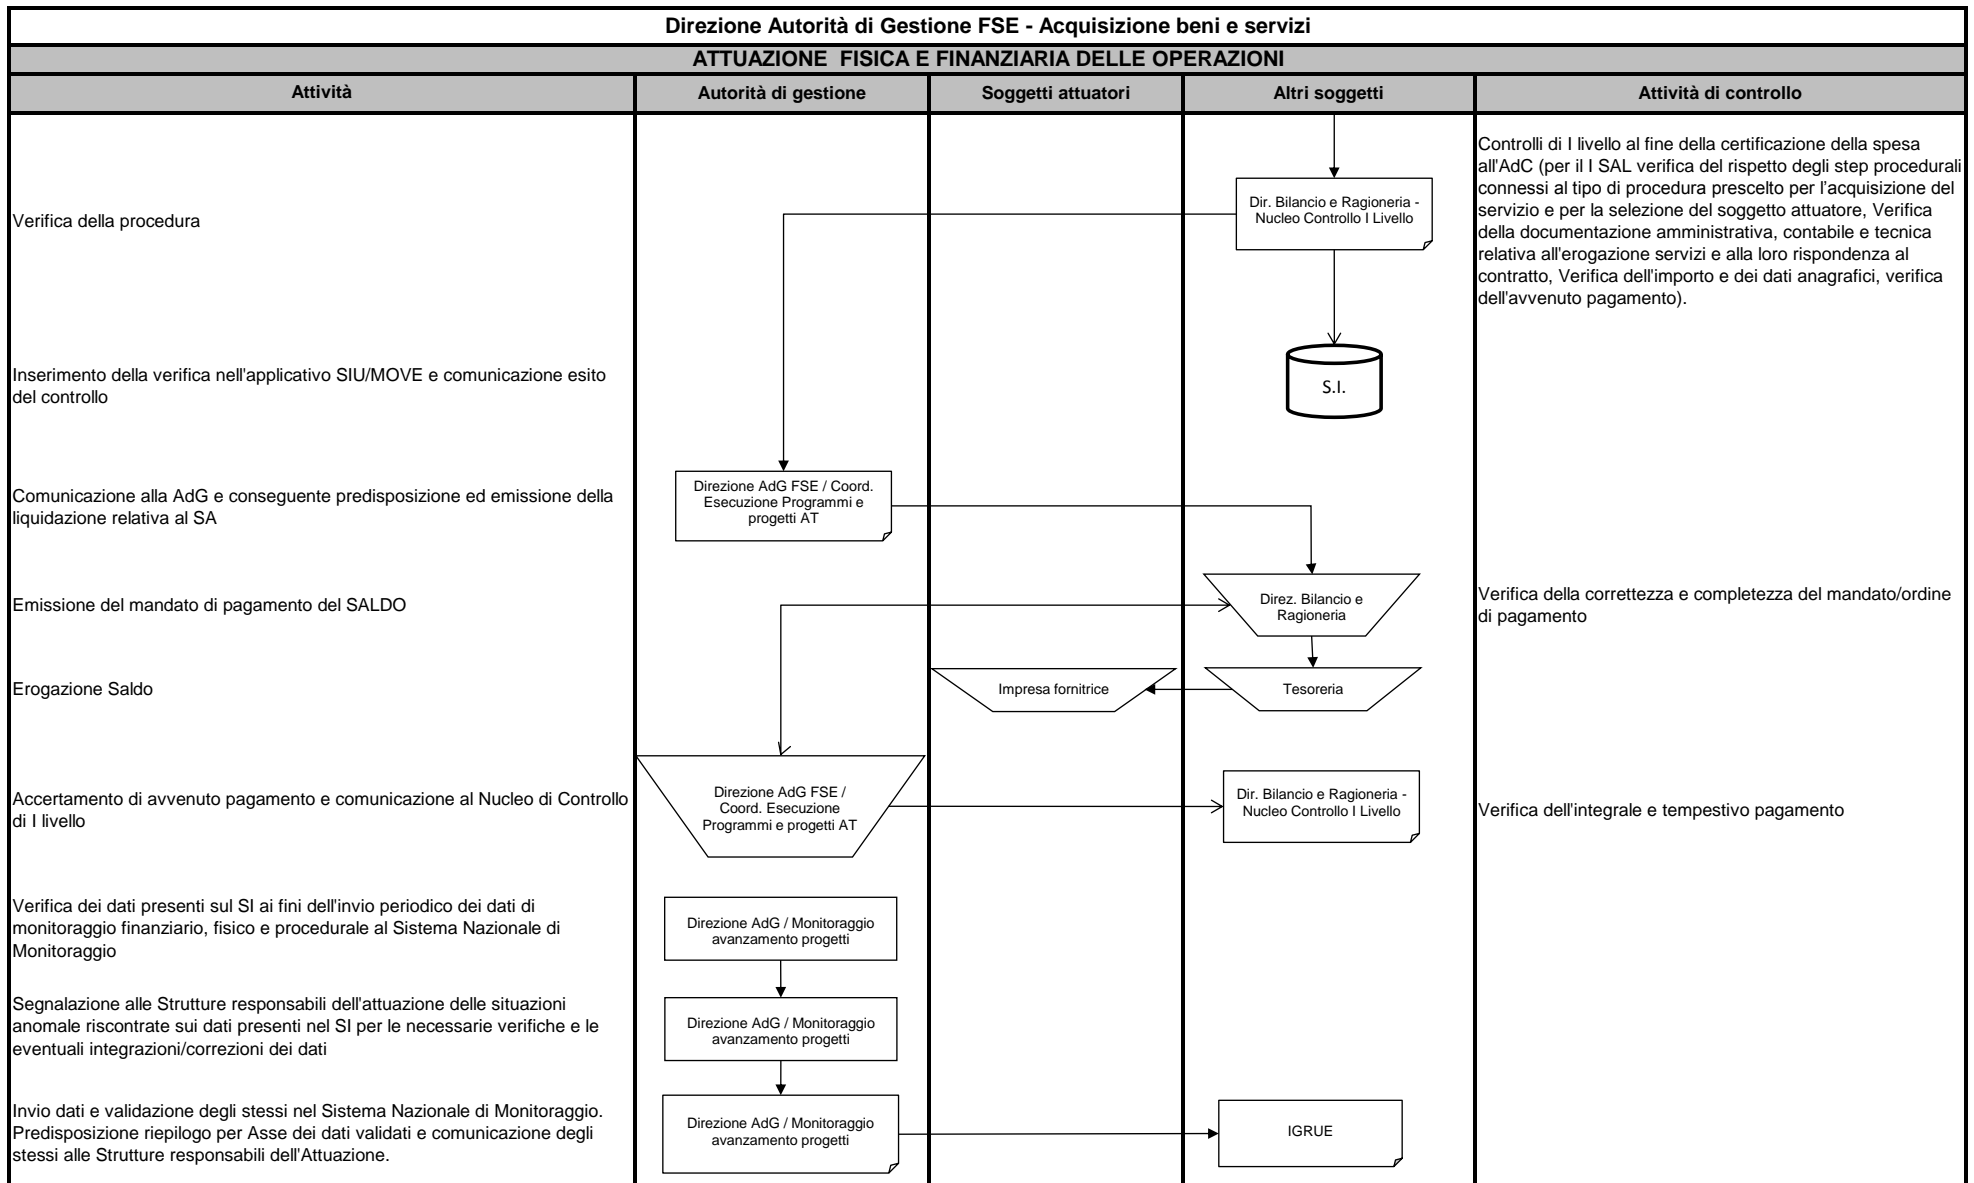 Direzione Autorità di Gestione FSE - Acquisizione beni e servizi
ATTUAZIONE FISICA E FINANZIARIA DELLE OPERAZIONI
Attività
Autorità di gestione
Soggetti attuatori
Altri soggetti
Attività di controllo
Verifica della procedura
Dir. Bilancio e Ragioneria -
Nucleo Controllo I Livello
Controlli di I livello al fine della certificazione della spesa
all'AdC (per il I SAL verifica del rispetto degli step procedurali
connessi al tipo di procedura prescelto per l’acquisizione del
servizio e per la selezione del soggetto attuatore, Verifica
della documentazione amministrativa, contabile e tecnica
relativa all'erogazione servizi e alla loro rispondenza al
contratto, Verifica dell'importo e dei dati anagrafici, verifica
dell'avvenuto pagamento).
Inserimento della verifica nell'applicativo SIU/MOVE e comunicazione esito
del controllo
S.I.
Comunicazione alla AdG e conseguente predisposizione ed emissione della
liquidazione relativa al SA
Direzione AdG FSE / Coord.
Esecuzione Programmi e
progetti AT
Emissione del mandato di pagamento del SALDO
Direz. Bilancio e
Ragioneria
Verifica della correttezza e completezza del mandato/ordine
di pagamento
Erogazione Saldo
Impresa fornitrice
Tesoreria
Accertamento di avvenuto pagamento e comunicazione al Nucleo di Controllo
di I livello
Direzione AdG FSE /
Coord. Esecuzione
Programmi e progetti AT
Dir. Bilancio e Ragioneria -
Nucleo Controllo I Livello
Verifica dell'integrale e tempestivo pagamento
Verifica dei dati presenti sul SI ai fini dell'invio periodico dei dati di
monitoraggio finanziario, fisico e procedurale al Sistema Nazionale di
Monitoraggio
Direzione AdG / Monitoraggio
avanzamento progetti
Segnalazione alle Strutture responsabili dell'attuazione delle situazioni
anomale riscontrate sui dati presenti nel SI per le necessarie verifiche e le
eventuali integrazioni/correzioni dei dati
Direzione AdG / Monitoraggio
avanzamento progetti
Invio dati e validazione degli stessi nel Sistema Nazionale di Monitoraggio.
Predisposizione riepilogo per Asse dei dati validati e comunicazione degli
stessi alle Strutture responsabili dell'Attuazione.
Direzione AdG / Monitoraggio
avanzamento progetti
IGRUE